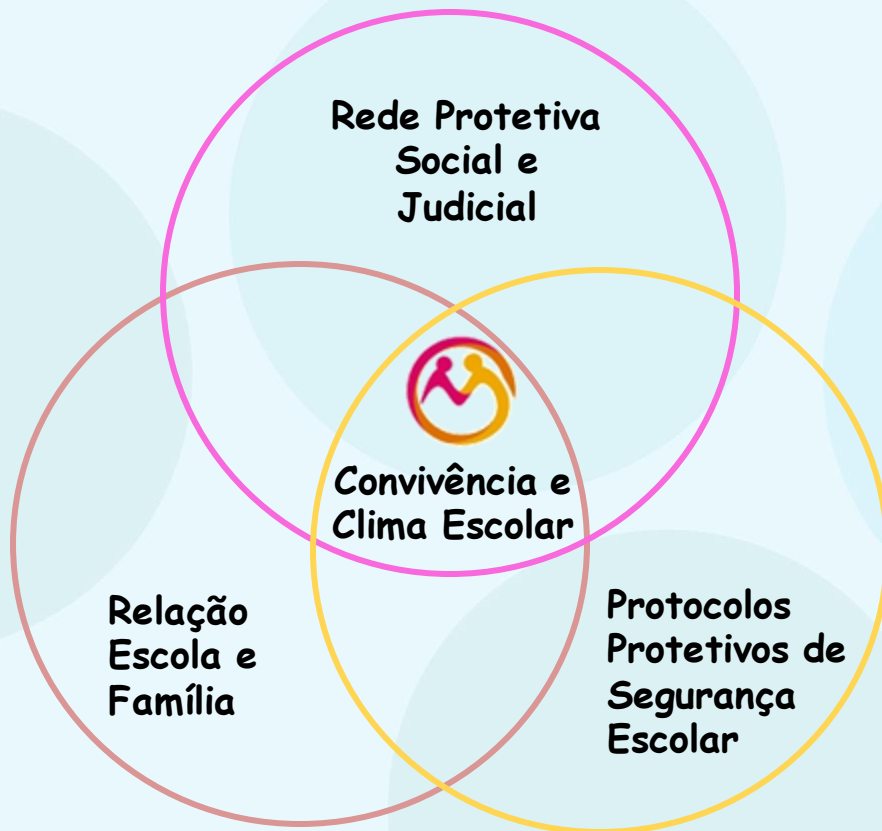 Rede Protetiva
Social e
Judicial
Convivência e
Clima Escolar
Relação
Escola e
Família
Protocolos
Protetivos de
Segurança
Escolar